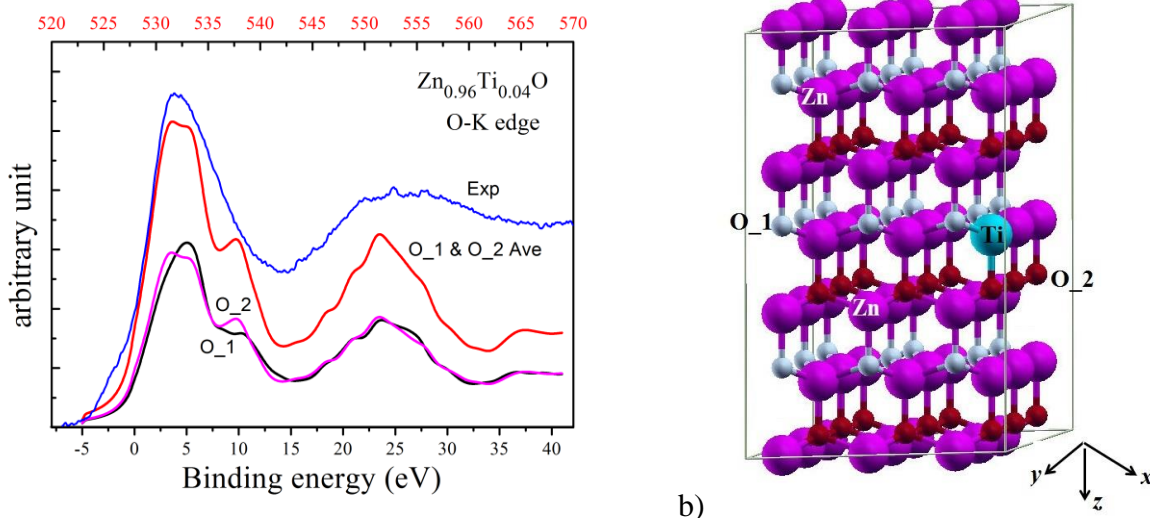 520 525 530 535 540 545 550 555 560 565 570
Zn0.96Ti0.04O
O-K edge
Exp
O_1 & O_2 Ave
O_2
O_1
arbitrary unit
-5 0 5 10 15 20 25 30 35 40
Binding energy (eV)
Zn
O_1
Ti
O_2
Zn
y
x
z
b)